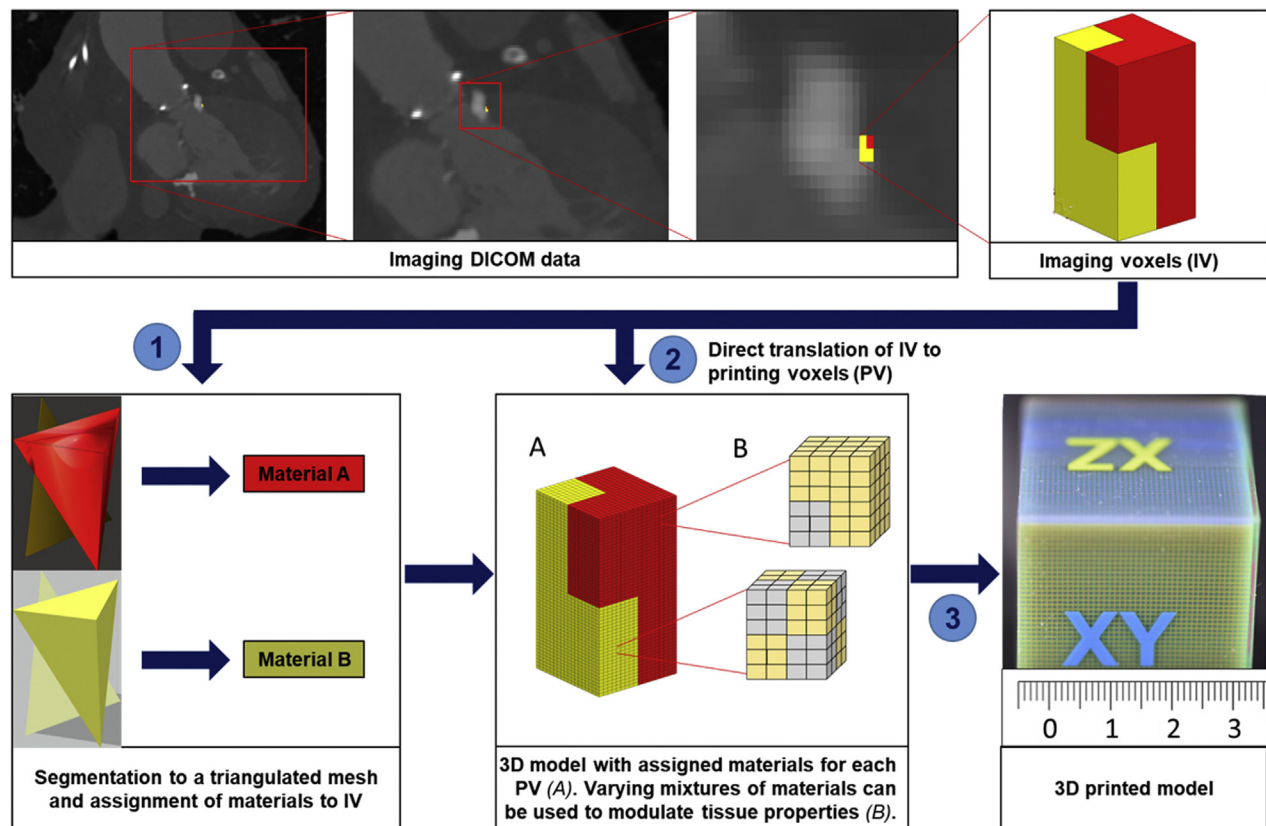 Imaging DICOM data
Imaging voxels (IV)
1
2
Direct translation of IV to
printing voxels (PV)
Material A
Material B
Segmentation to a triangulated mesh
and assignment of materials to IV
A
B
3D model with assigned materials for each
PV (A). Varying mixtures of materials can
be used to modulate tissue properties (B).
3
ZX
XY
0 1 2 3
3D printed model